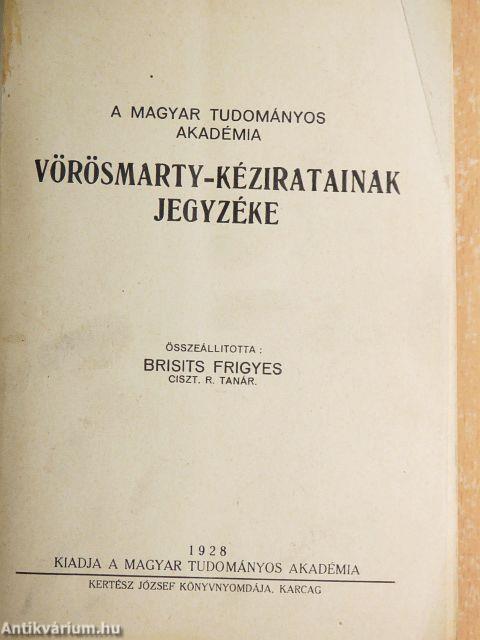 A MAGYAR TUDOMÁNYOS
AKADÉMIA
VÖRÖSMARTY-KÉZIRATAINAK
JEGYZÉKE
ÖSSZEÁLLITOTTA :
BRISITS FRIGYES
CISZT. R. TANÁR.
1928
KIADJA A MAGYAR TUDOMÁNYOS AKADÉMIA
KERTÉSZ JÓZSEF KÖNYVNYOMDÁJA, KARCAG
Antikvárium.hu